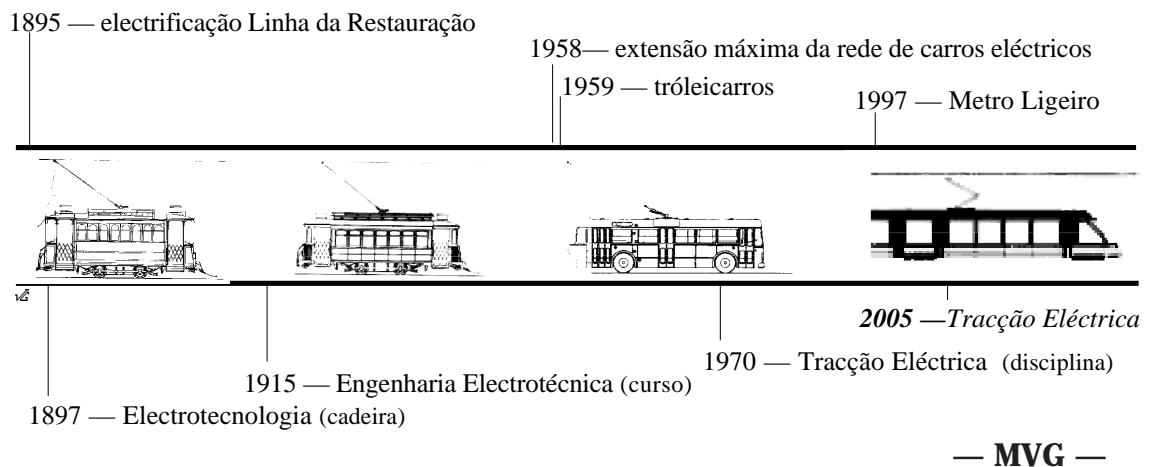 1895 — electrificação Linha da Restauração
1958— extensão máxima da rede de carros eléctricos
1959 — tróleicarros
1997 — Metro Ligeiro
2005 —Tracção Eléctrica
1970 — Tracção Eléctrica (disciplina)
1915 — Engenharia Electrotécnica (curso)
1897 — Electrotecnologia (cadeira)
— MVG —